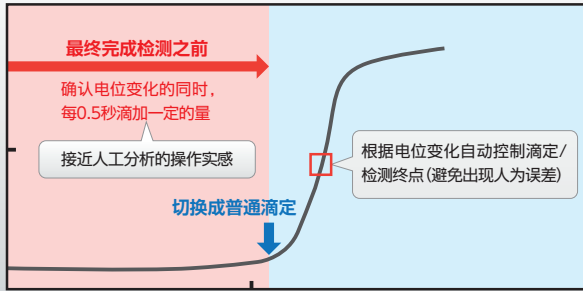 最终完成检测之前
确认电位变化的同时，
每0.5秒滴加一定的量
接近人工分析的操作实感
根据电位变化自动控制滴定/
检测终点(避免出现人为误差)
切换成普通滴定